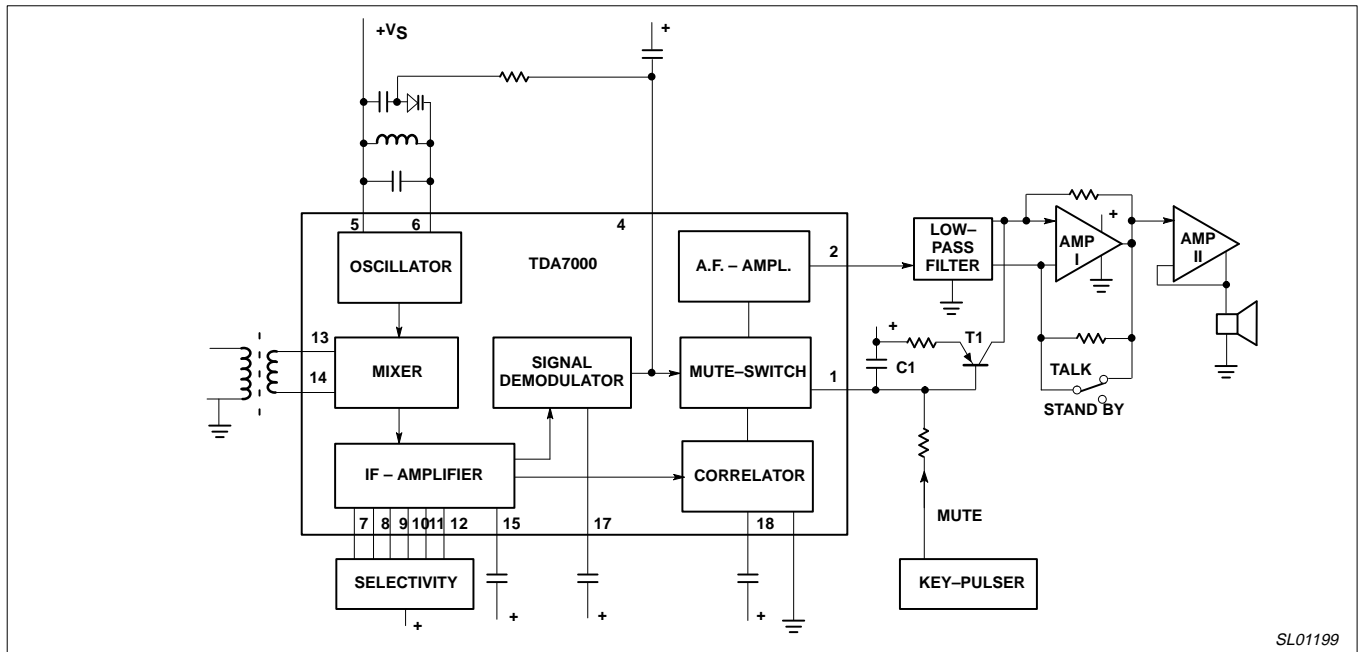 +VS
+
5
6
4
OSCILLATOR
TDA7000
A.F. – AMPL.
2
LOW–
PASS
FILTER
+
AMP
I
AMP
II
13
14
MIXER
SIGNAL
DEMODULATOR
MUTE–SWITCH
1
+
C1
T1
TALK
STAND BY
IF – AMPLIFIER
CORRELATOR
7
8
9
10
11
12
15
17
18
MUTE
SELECTIVITY
+
+
+
+
KEY–PULSER
SL01199